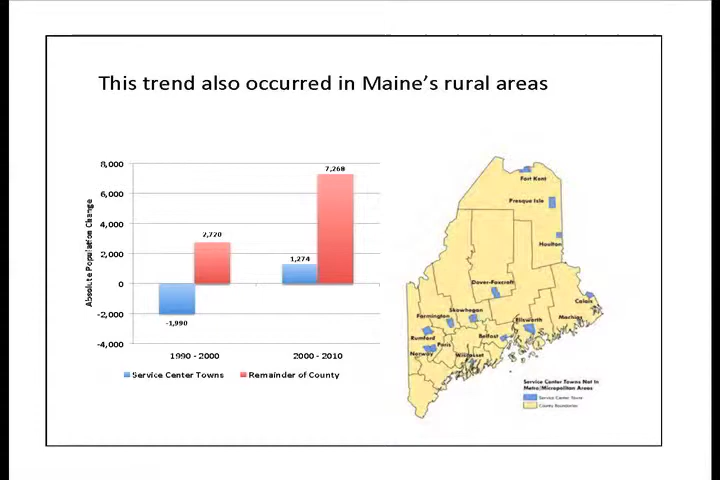 This trend also occurred in Maine's rural areas
Absolute Population Change
8,000
6,000
4,000
2,000
0
-2,000
-4,000
2,720
-1,990
7,268
1,274
1990 - 2000
2000 - 2010
Service Center Towns
Remainder of County
Fort Kent
Presque Isle
Houlton
Dover-Foxcroft
Calais
Skowhegan
Farmington
Ellsworth
Machias
Rumford
Belfast
Paris
Norway
Wiscasset
Service Center Towns Not In
Metro/Micropolitan Areas
Service Center Towns
County Boundaries